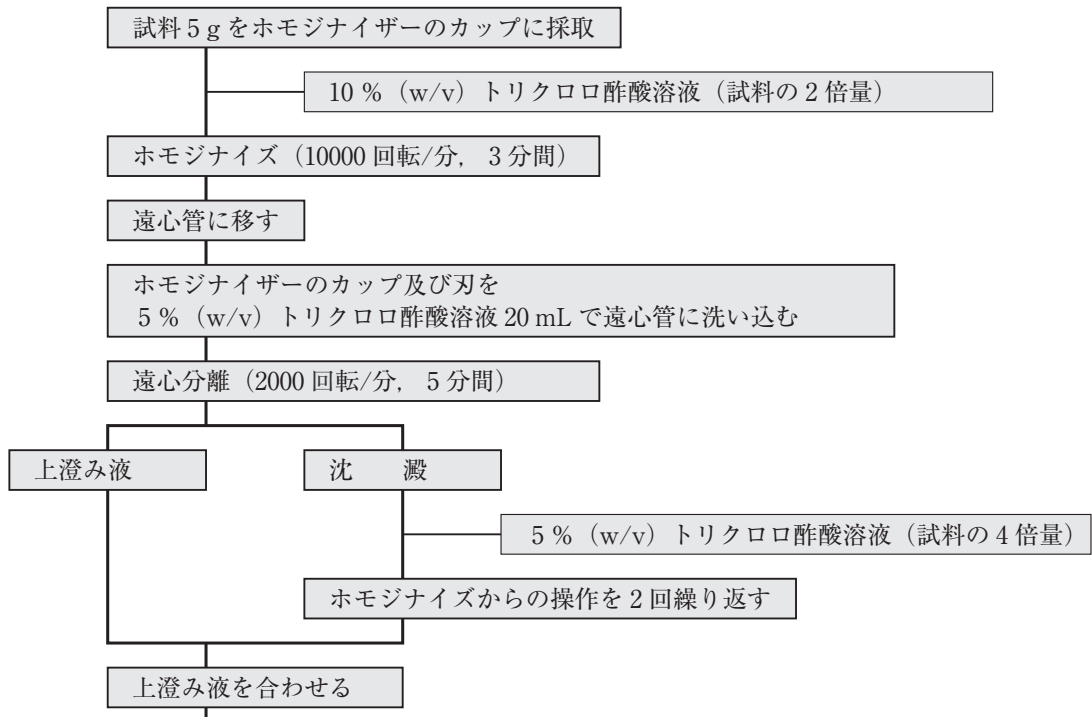 試料5 gをホモジナイザーのカップに採取
10 %(w/v)トリクロロ酢酸溶液(試料の2倍量)
ホモジナイズ(10000 回転/分, 3分間)
遠心管に移す
ホモジナイザーのカップ及び刃を
5 %(w/v)トリクロロ酢酸溶液20 mLで遠心管に洗い込む
遠心分離(2000 回転/分, 5分間)
上澄み液
沈 澱
5 %(w/v)トリクロロ酢酸溶液(試料の4倍量)
ホモジナイズからの操作を2回繰り返す
上澄み液を合わせる